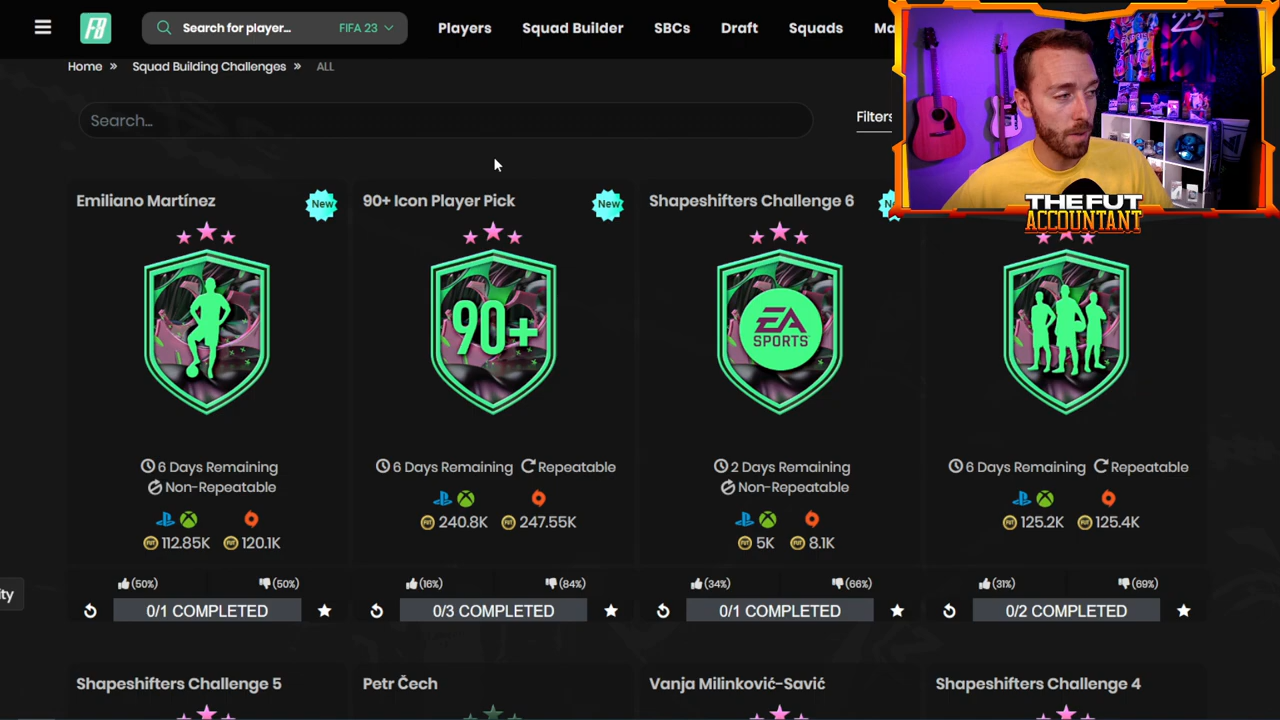 FB
Search for player...
FIFA 23
Players
Squad Builder
SBCs
Draft
Squads
Home » Squad Building Challenges » ALL
Search...
Filters
THE FUT
ACCOUNTANT
Emiliano Martínez
New
90+ Icon Player Pick
New
Shapeshifters Challenge 6
90+
EA
SPORTS
6 Days Remaining
Non-Repeatable
112.85K
120.1K
6 Days Remaining
Repeatable
240.8K
247.55K
2 Days Remaining
Non-Repeatable
5K
8.1K
6 Days Remaining
Repeatable
125.2K
125.4K
(50%)
(50%)
(16%)
(84%)
(34%)
(66%)
(31%)
(69%)
ty
0/1 COMPLETED
0/3 COMPLETED
0/1 COMPLETED
0/2 COMPLETED
Shapeshifters Challenge 5
Petr Čech
Vanja Milinković-Savić
Shapeshifters Challenge 4